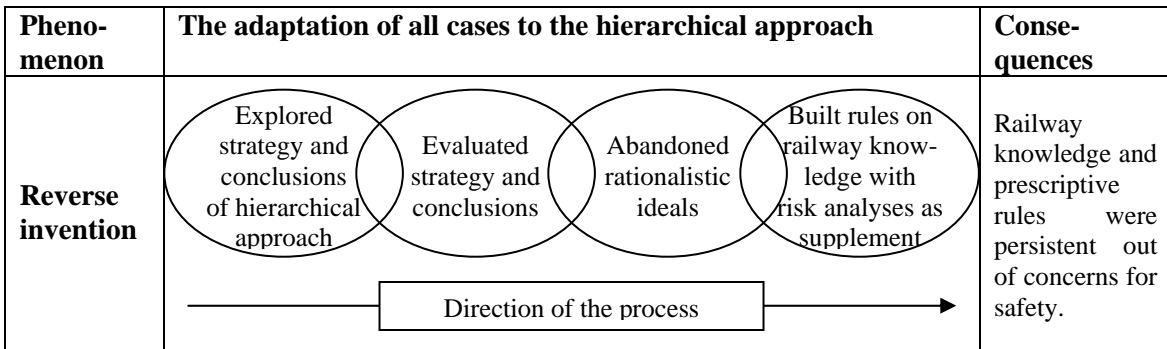 Pheno-
menon
The adaptation of all cases to the hierarchical approach
Conse-
quences
Reverse
invention
Explored
strategy and
conclusions
of hierarchical
approach
Evaluated
strategy and
conclusions
Abandoned
rationalistic
ideals
Built rules on
railway know-
ledge with
risk analyses as
supplement
Direction of the process
Railway
knowledge and
prescriptive
rules were
persistent out
of concerns for
safety.